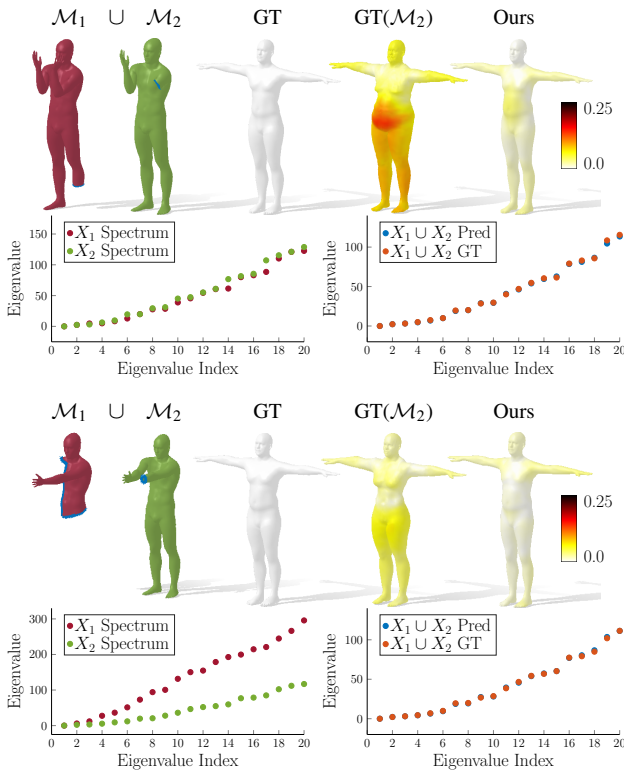 M₁ ∪ M₂ GT GT(M₂) Ours
0.25
0.0
X₁ Spectrum
X₂ Spectrum
150
100
50
0
Eigenvalue
0 2 4 6 8 10 12 14 16 18 20
Eigenvalue Index
X₁ ∪ X₂ Pred
X₁ ∪ X₂ GT
100
50
0
Eigenvalue
0 2 4 6 8 10 12 14 16 18 20
Eigenvalue Index
M₁ ∪ M₂ GT GT(M₂) Ours
0.25
0.0
X₁ Spectrum
X₂ Spectrum
300
200
100
0
Eigenvalue
0 2 4 6 8 10 12 14 16 18 20
Eigenvalue Index
X₁ ∪ X₂ Pred
X₁ ∪ X₂ GT
100
50
0
Eigenvalue
0 2 4 6 8 10 12 14 16 18 20
Eigenvalue Index